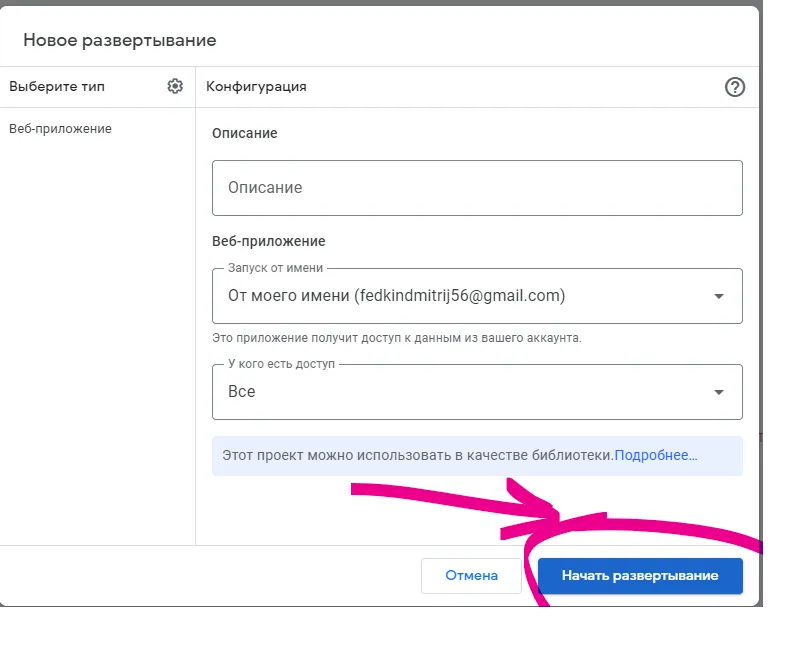 Новое развертывание
Выберите тип
Конфигурация
Веб-приложение
Описание
Описание
Веб-приложение
Запуск от имени
От моего имени (fedkindmitrij56@gmail.com)
Это приложение получит доступ к данным из вашего аккаунта.
У кого есть доступ
Все
Этот проект можно использовать в качестве библиотеки.Подробнее…
Отмена
Начать развертывание